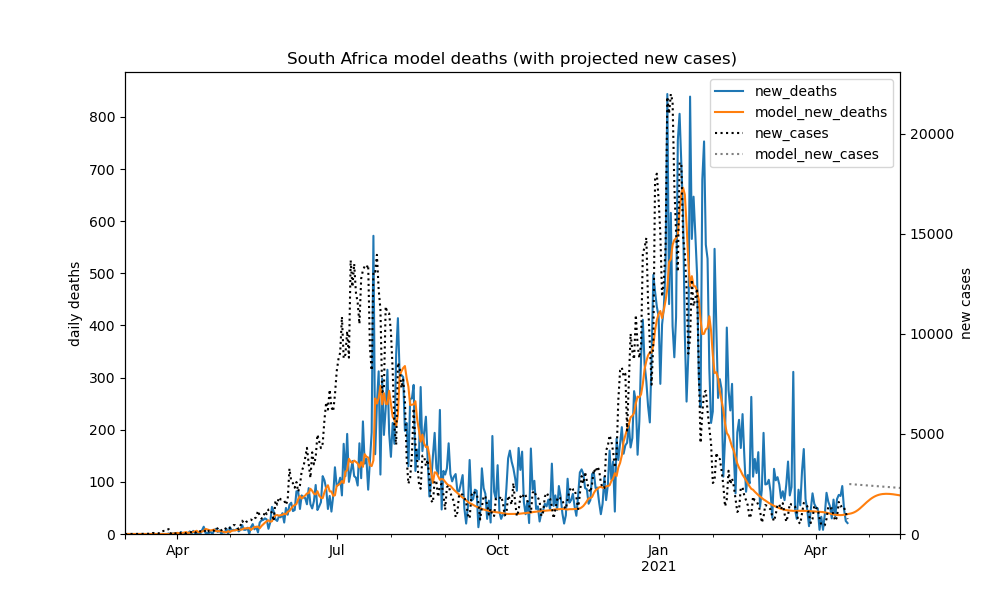 South Africa model deaths (with projected new cases)
new_deaths
model_new_deaths
new_cases
model_new_cases
daily deaths
800
700
600
500
400
300
200
100
0
20000
15000
10000
5000
0
new cases
Apr
Jul
Oct
Jan
2021
Apr